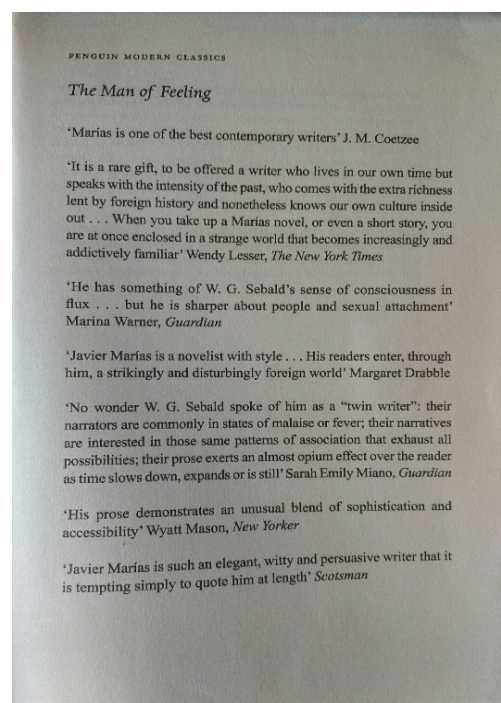 PENGUIN MODERN CLASSICS
The Man of Feeling
‘Marías is one of the best contemporary writers’ J. M. Coetzee
‘It is a rare gift, to be offered a writer who lives in our own time but
speaks with the intensity of the past, who comes with the extra richness
lent by foreign history and nonetheless knows our own culture inside
out . . . When you take up a Marías novel, or even a short story, you
are at once enclosed in a strange world that becomes increasingly and
addictively familiar’ Wendy Lesser, The New York Times
‘He has something of W. G. Sebald’s sense of consciousness in
flux . . . but he is sharper about people and sexual attachment’
Marina Warner, Guardian
‘Javier Marías is a novelist with style . . . His readers enter, through
him, a strikingly and disturbingly foreign world’ Margaret Drabble
‘No wonder W. G. Sebald spoke of him as a “twin writer”: their
narrators are commonly in states of malaise or fever; their narratives
are interested in those same patterns of association that exhaust all
possibilities; their prose exerts an almost opium effect over the reader
as time slows down, expands or is still’ Sarah Emily Miano, Guardian
‘His prose demonstrates an unusual blend of sophistication and
accessibility’ Wyatt Mason, New Yorker
‘Javier Marías is such an elegant, witty and persuasive writer that it
is tempting simply to quote him at length’ Scotsman